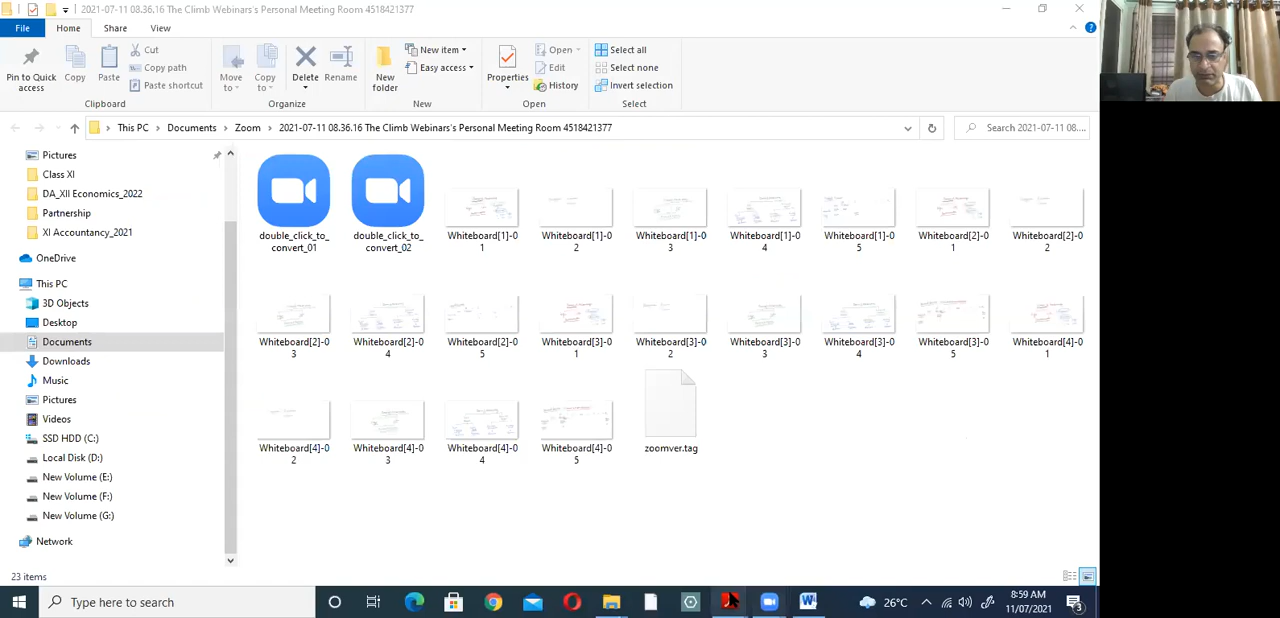 2021-07-11 08.36.16 The Climb Webinars's Personal Meeting Room 4518421377
File Home Share View
Pin to Quick access
Copy
Paste
Cut
Copy path
Paste shortcut
Clipboard
Move to
Copy to
Delete
Rename
Organize
New folder
New item
Easy access
New
Properties
Open
Edit
History
Open
Select all
Select none
Invert selection
Select
This PC Documents Zoom 2021-07-11 08.36.16 The Climb Webinars's Personal Meeting Room 4518421377
Search 2021-07-11 08....
Pictures
Class XI
DA_XII Economics_2022
Partnership
XI Accountancy_2021
OneDrive
This PC
3D Objects
Desktop
Documents
Downloads
Music
Pictures
Videos
SSD HDD (C:)
Local Disk (D:)
New Volume (E:)
New Volume (F:)
New Volume (G:)
Network
double_click_to_convert_01
double_click_to_convert_02
Whiteboard[1]-01
Whiteboard[1]-02
Whiteboard[1]-03
Whiteboard[1]-04
Whiteboard[1]-05
Whiteboard[2]-01
Whiteboard[2]-02
Whiteboard[2]-03
Whiteboard[2]-04
Whiteboard[2]-05
Whiteboard[3]-01
Whiteboard[3]-02
Whiteboard[3]-03
Whiteboard[3]-04
Whiteboard[3]-05
Whiteboard[4]-01
Whiteboard[4]-02
Whiteboard[4]-03
Whiteboard[4]-04
Whiteboard[4]-05
zoomver.tag
23 items
Type here to search
26°C
8:59 AM
11/07/2021
3